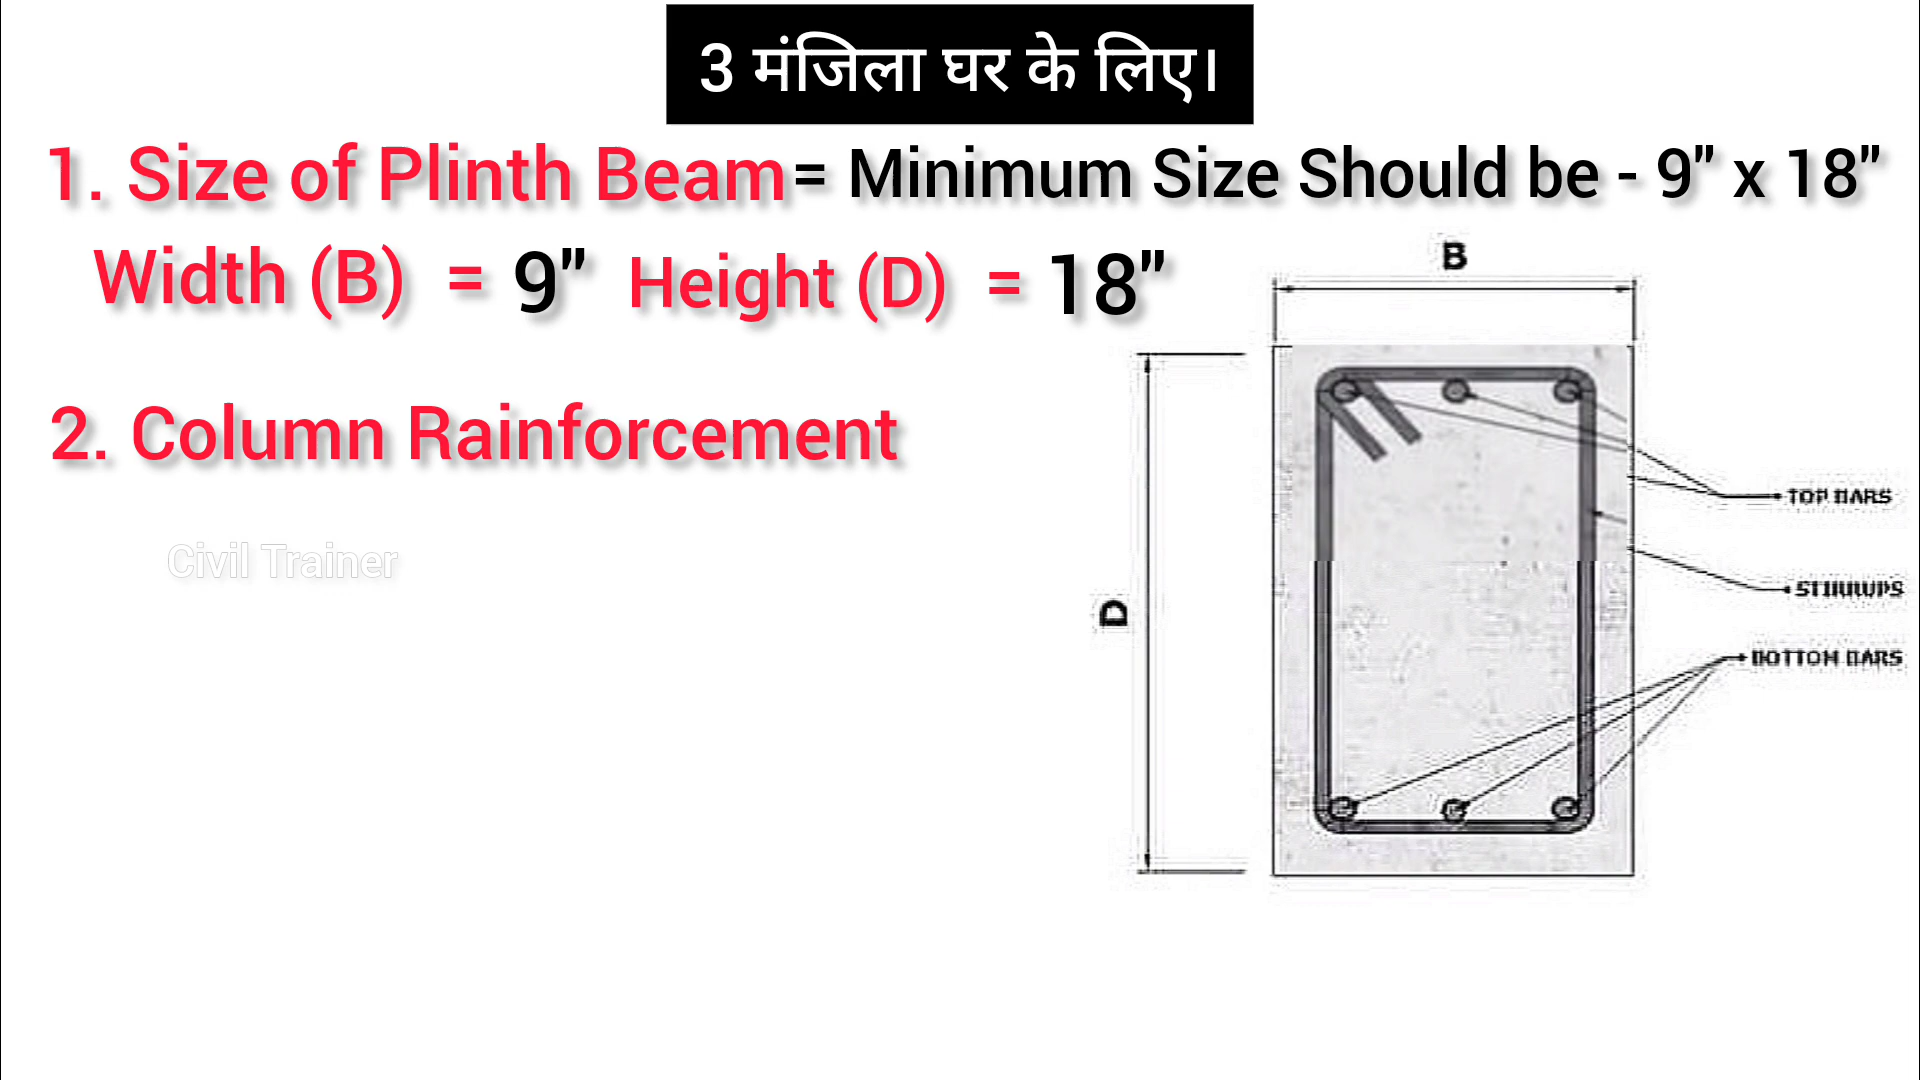 3 मंजिला घर के लिए।
1. Size of Plinth Beam = Minimum Size Should be - 9" x 18"
Width (B) = 9" Height (D) = 18"
B
2. Column Rainforcement
TOP BARS
Civil Trainer
STIRRUPS
D
BOTTOM BARS